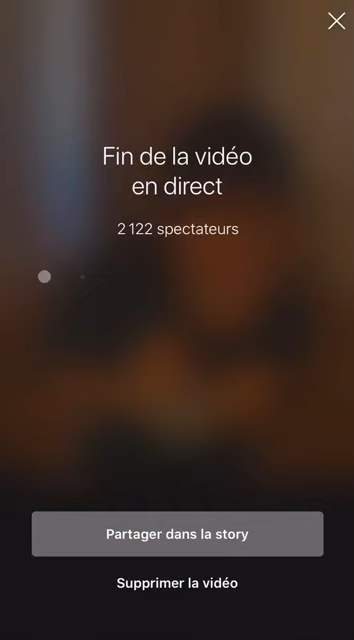 Fin de la vidéo
en direct
2 122 spectateurs
Partager dans la story
Supprimer la vidéo